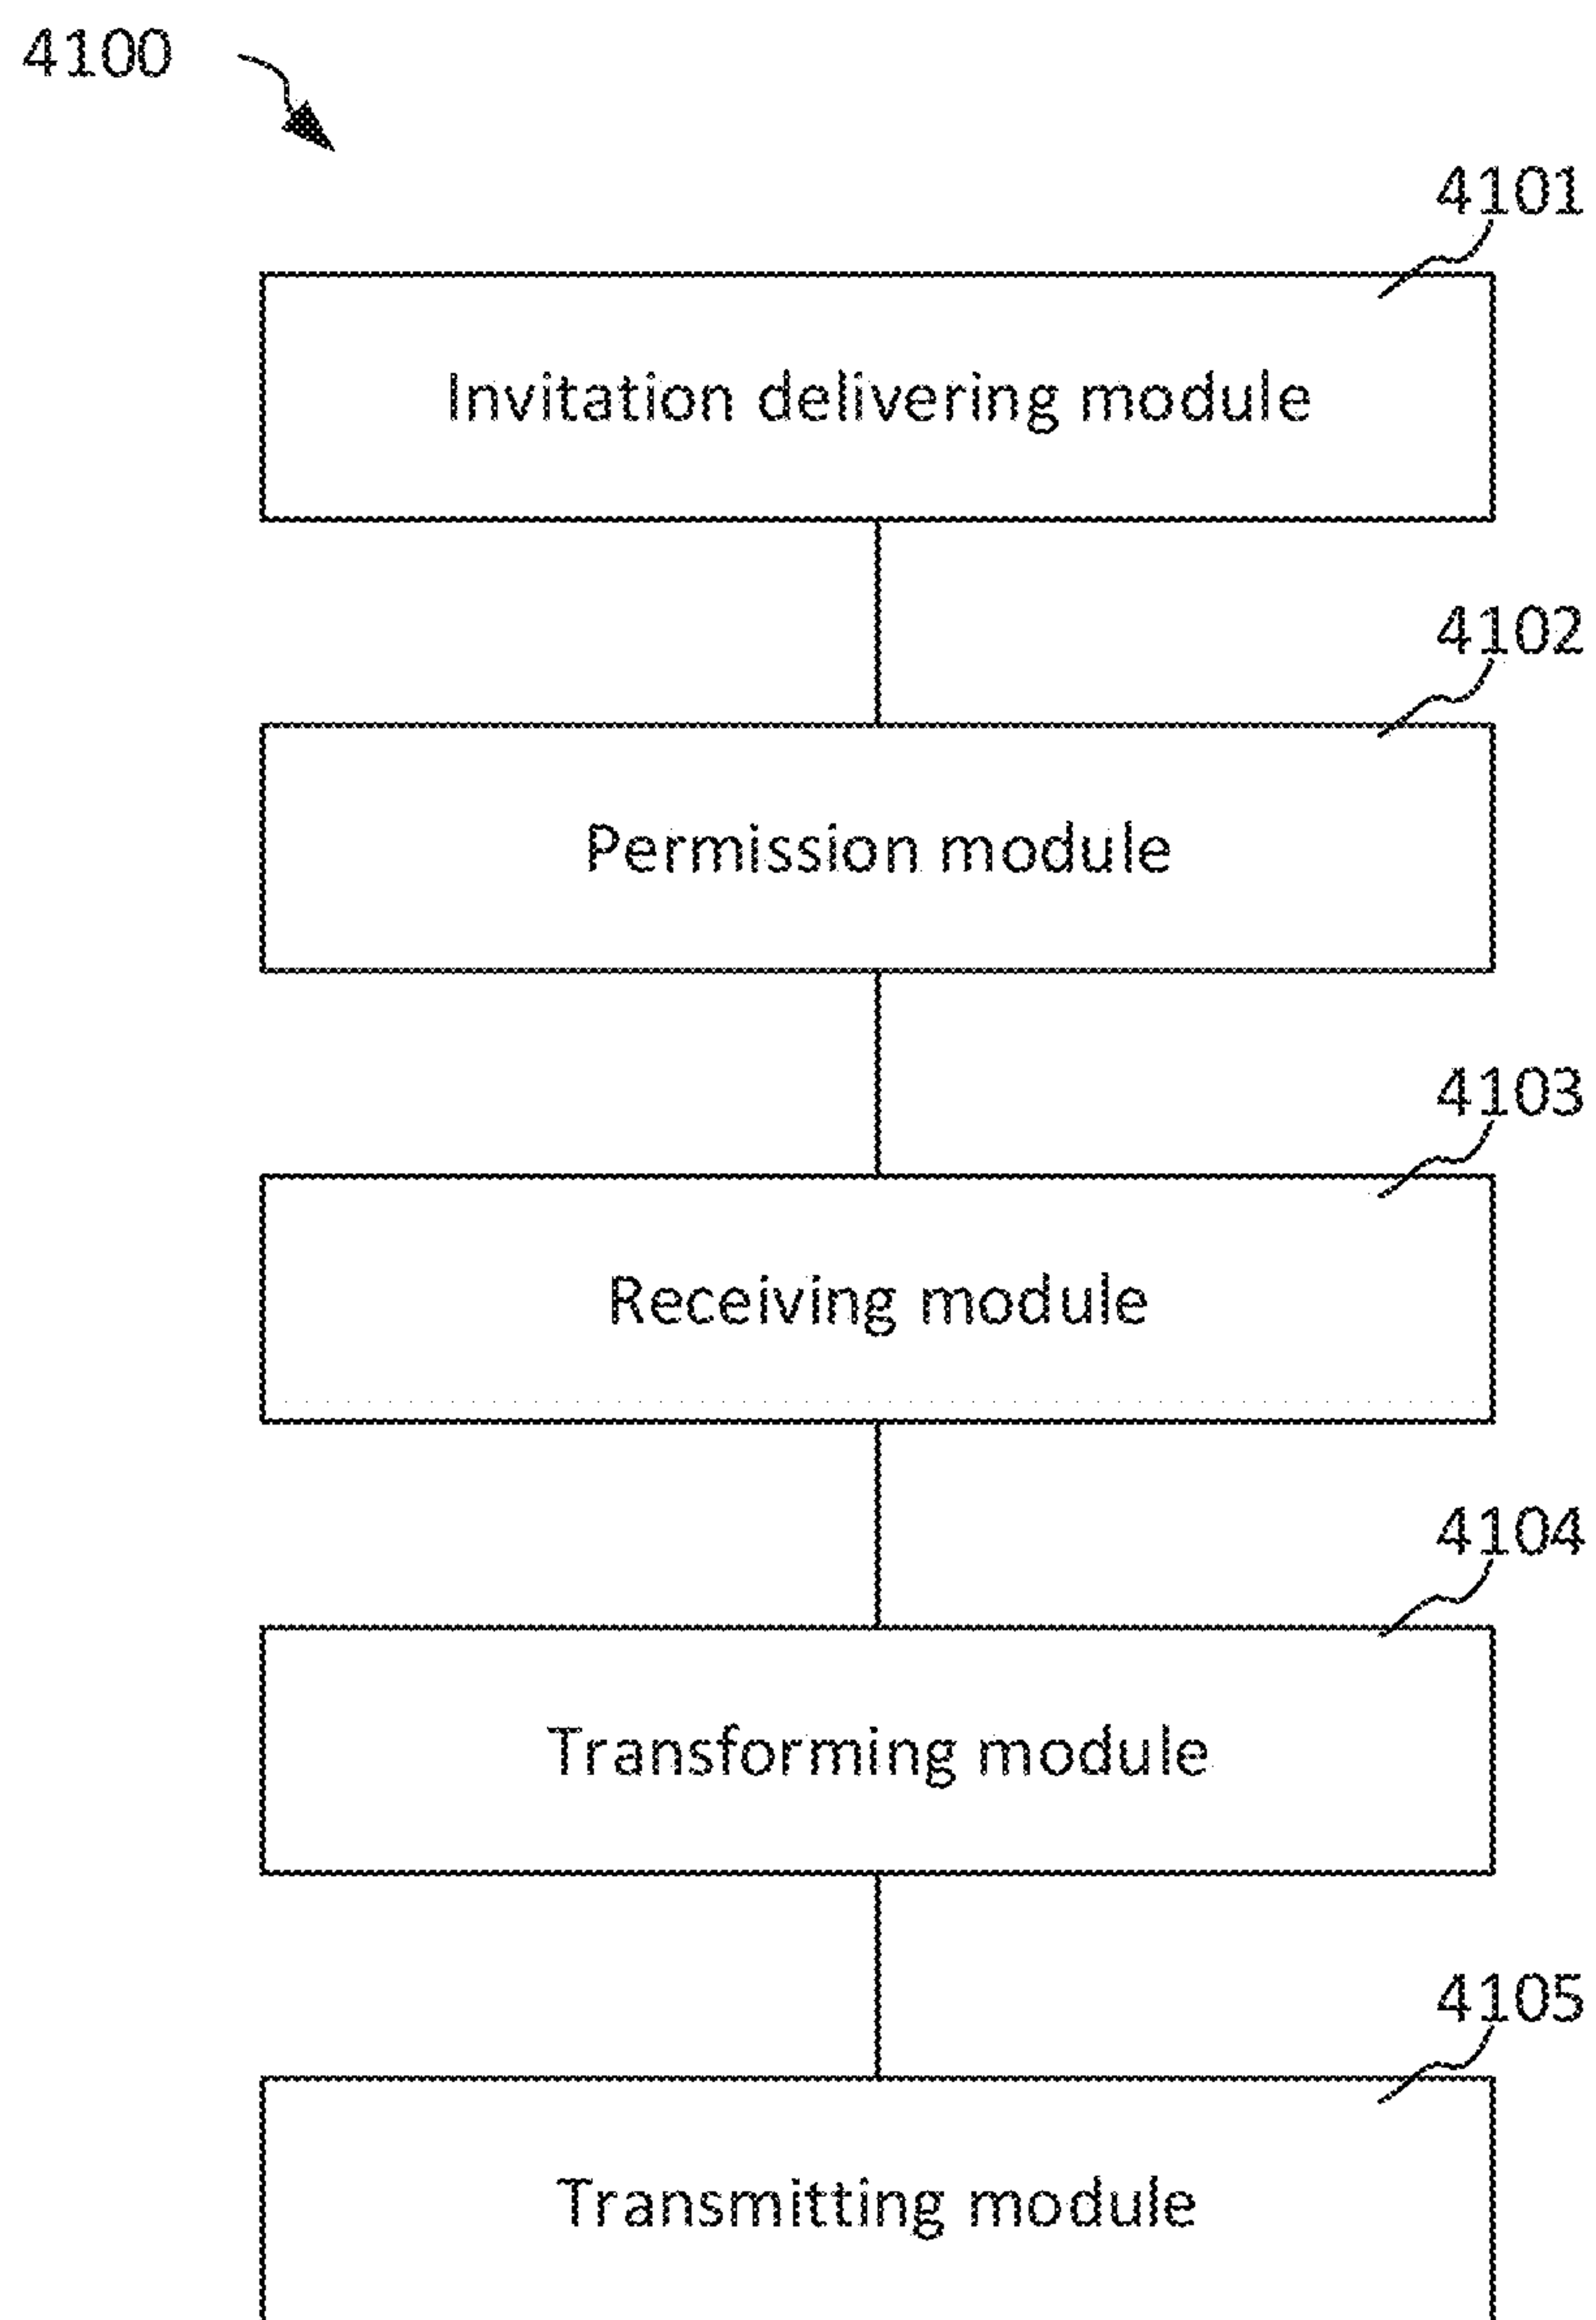 4100
4101
Invitation delivering module
4102
Permission module
4103
Receiving module
4104
Transforming module
4105
Transmitting module